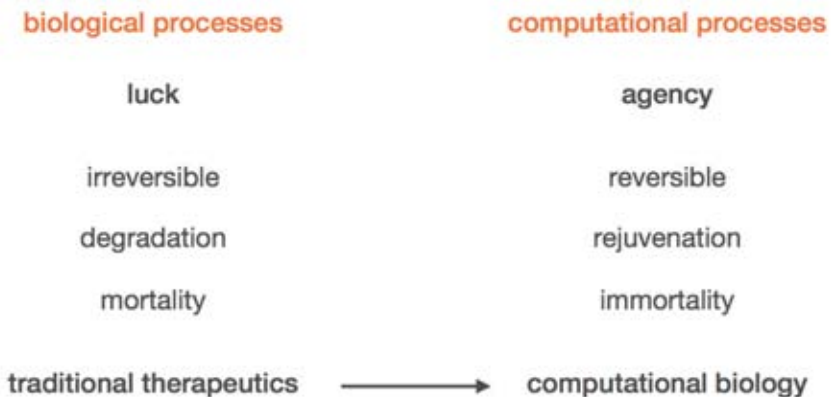 biological processes computational processes
luck agency
irreversible reversible
degradation rejuvenation
mortality immortality
traditional therapeutics computational biology